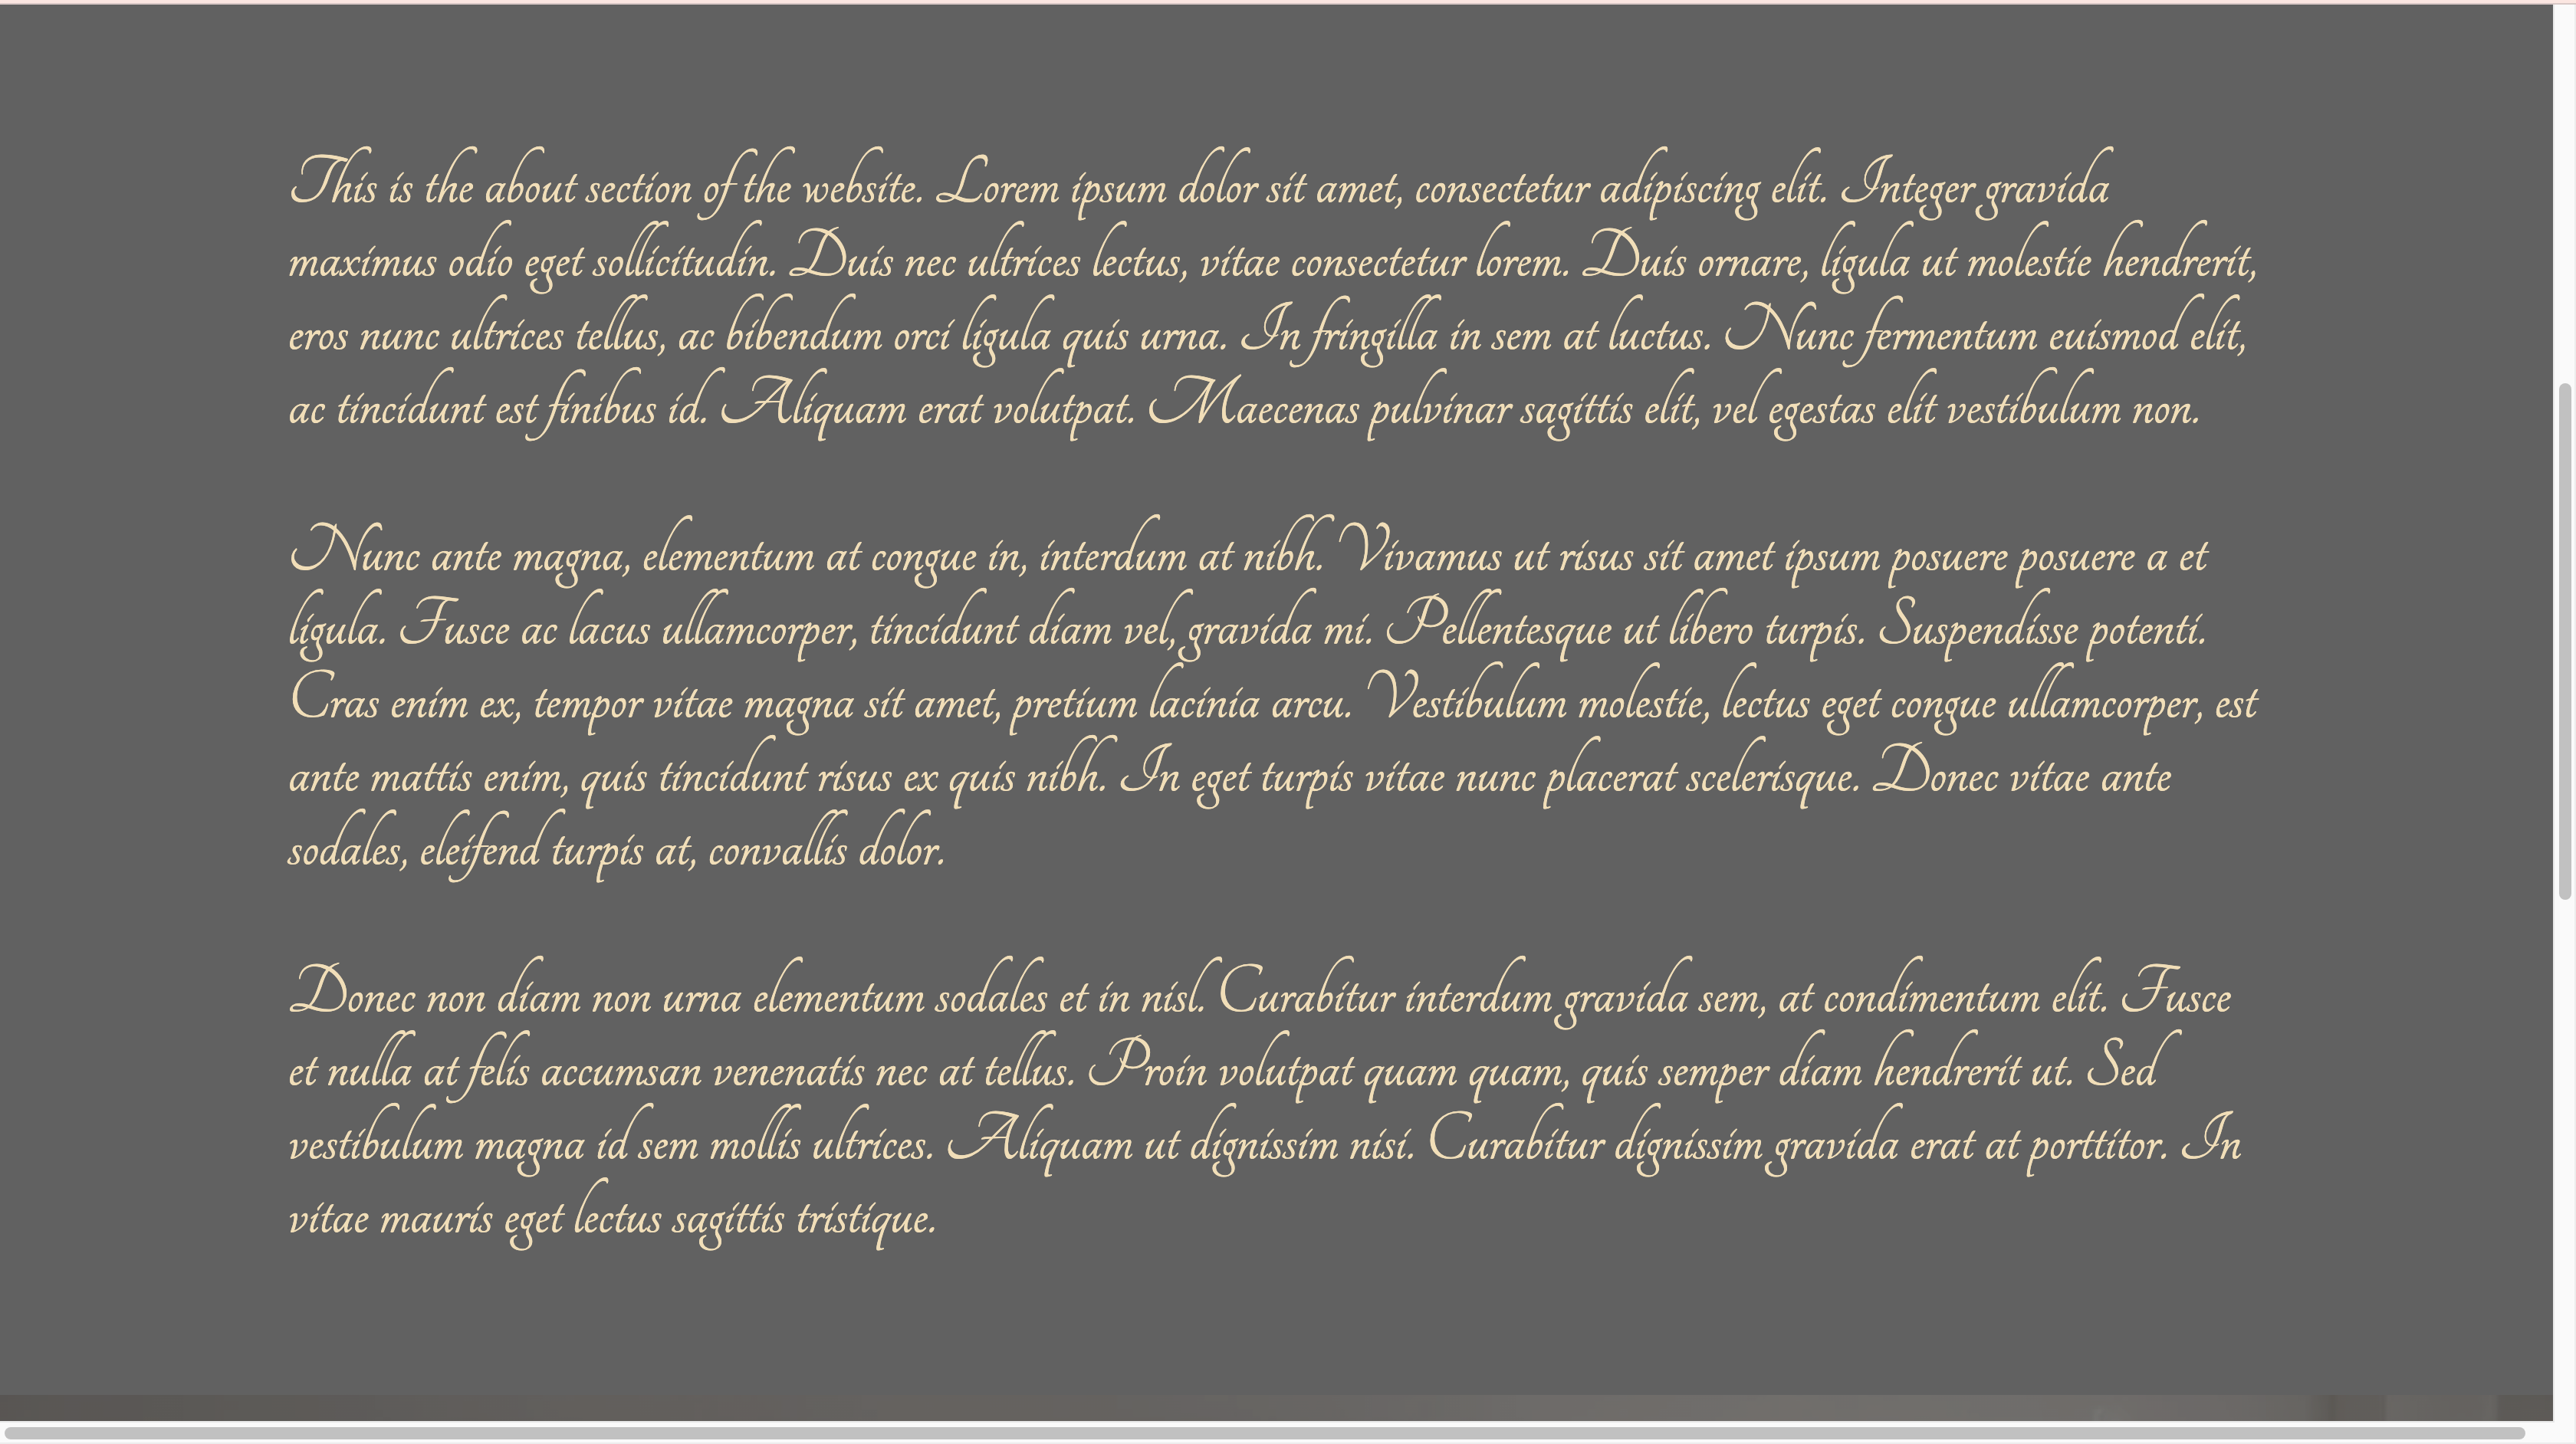 This is the about section of the website. Lorem ipsum dolor sit amet, consectetur adipiscing elit. Integer gravida
maximus odio eget sollicitudin. Duis nec ultrices lectus, vitae consectetur lorem. Duis ornare, ligula ut molestie hendrerit,
eros nunc ultrices tellus, ac bibendum orci ligula quis urna. In fringilla in sem at luctus. Nunc fermentum euismod elit,
ac tincidunt est finibus id. Aliquam erat volutpat. Maecenas pulvinar sagittis elit, vel egestas elit vestibulum non.
Nunc ante magna, elementum at congue in, interdum at nibh. Vivamus ut risus sit amet ipsum posuere posuere a et
ligula. Fusce ac lacus ullamcorper, tincidunt diam vel, gravida mi. Pellentesque ut libero turpis. Suspendisse potenti.
Cras enim ex, tempor vitae magna sit amet, pretium lacinia arcu. Vestibulum molestie, lectus eget congue ullamcorper, est
ante mattis enim, quis tincidunt risus ex quis nibh. In eget turpis vitae nunc placerat scelerisque. Donec vitae ante
sodales, eleifend turpis at, convallis dolor.
Donec non diam non urna elementum sodales et in nisl. Curabitur interdum gravida sem, at condimentum elit. Fusce
et nulla at felis accumsan venenatis nec at tellus. Proin volutpat quam quam, quis semper diam hendrerit ut. Sed
vestibulum magna id sem mollis ultrices. Aliquam ut dignissim nisi. Curabitur dignissim gravida erat at porttitor. In
vitae mauris eget lectus sagittis tristique.